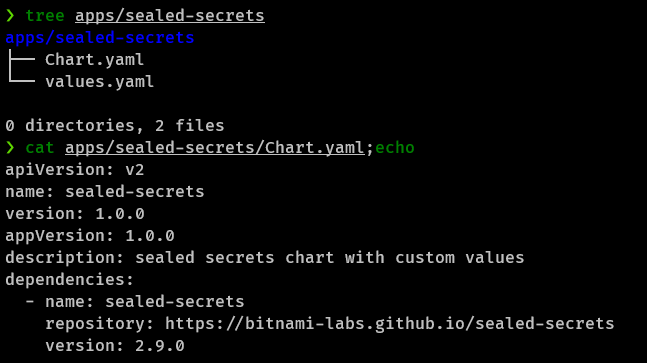 ❯ tree apps/sealed-secrets
apps/sealed-secrets
├── Chart.yaml
└── values.yaml

0 directories, 2 files
❯ cat apps/sealed-secrets/Chart.yaml;echo
apiVersion: v2
name: sealed-secrets
version: 1.0.0
appVersion: 1.0.0
description: sealed secrets chart with custom values
dependencies:
  - name: sealed-secrets
    repository: https://bitnami-labs.github.io/sealed-secrets
    version: 2.9.0